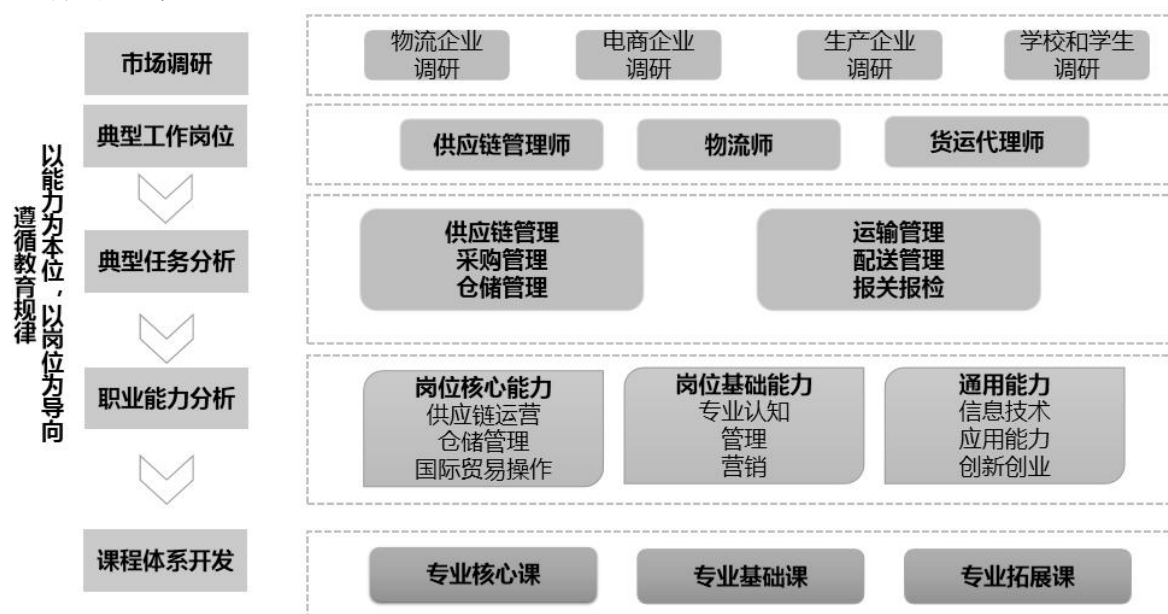 市场调研
物流企业
调研
电商企业
调研
生产企业
调研
学校和学生
调研
典型工作岗位
供应链管理师
物流师
货运代理师
以能力为本位，以岗位为导向
遵循教育规律
典型任务分析
供应链管理
采购管理
仓储管理
运输管理
配送管理
报关报检
职业能力分析
岗位核心能力
供应链运营
仓储管理
国际贸易操作
岗位基础能力
专业认知
管理
营销
通用能力
信息技术
应用能力
创新创业
课程体系开发
专业核心课
专业基础课
专业拓展课